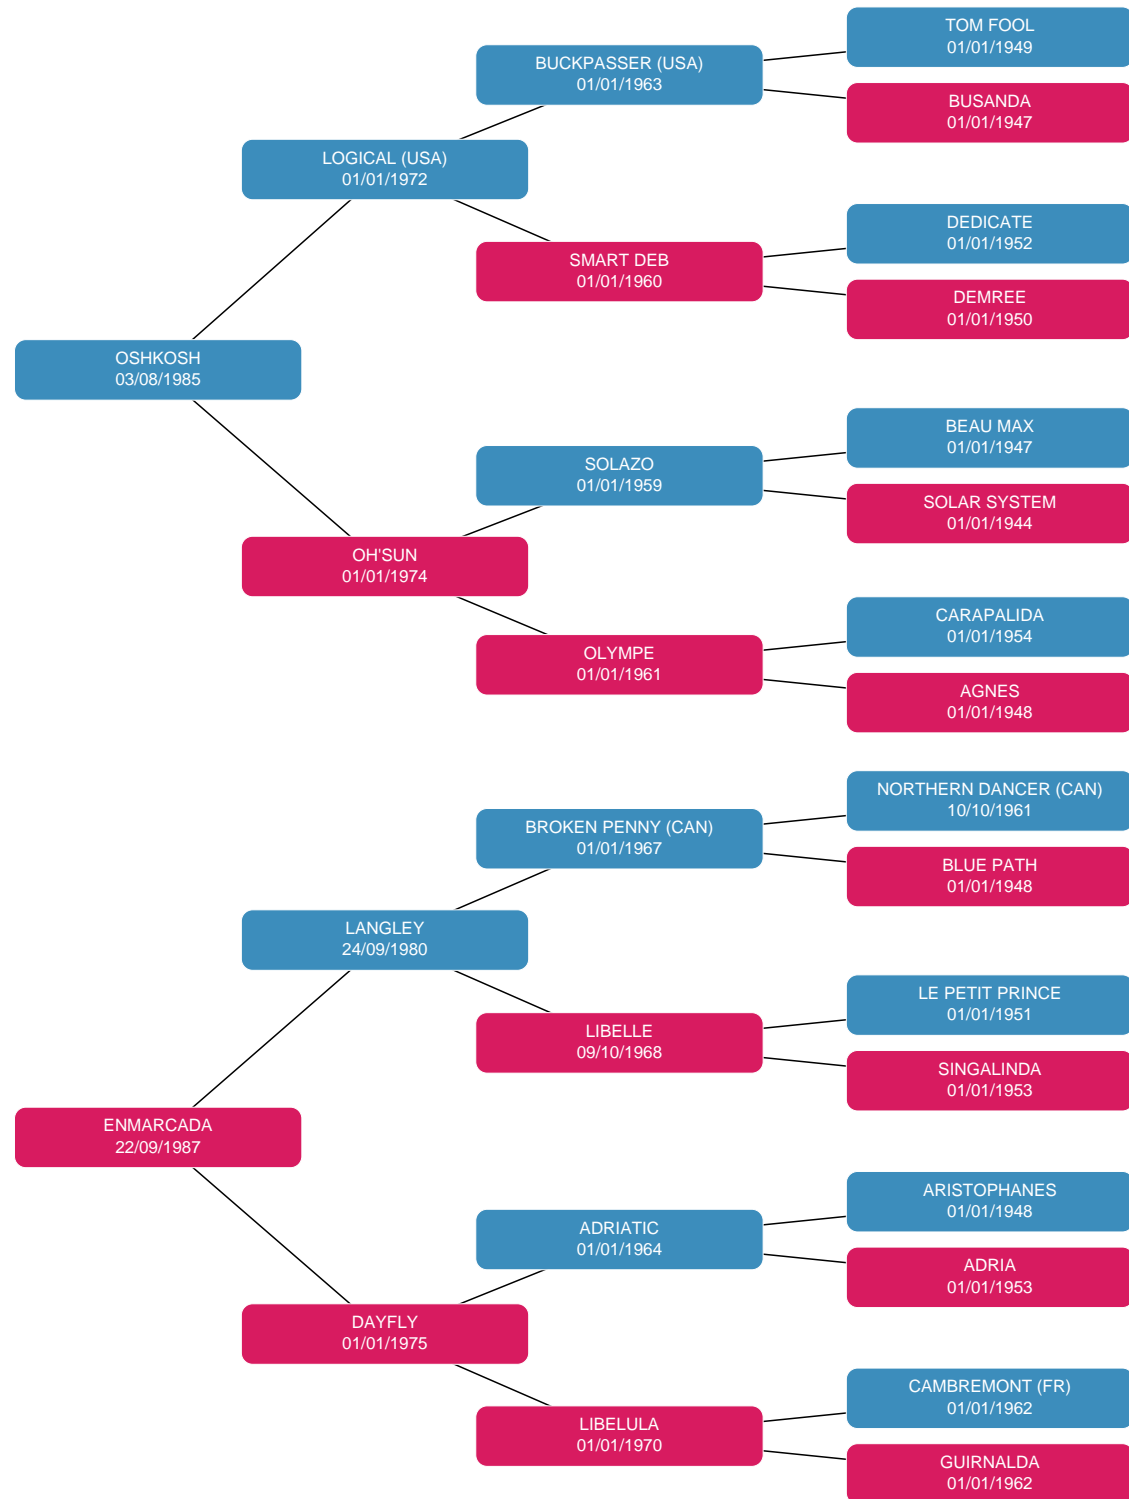 TOM FOOL
01/01/1949
BUCKPASSER (USA)
01/01/1963
BUSANDA
01/01/1947
LOGICAL (USA)
01/01/1972
DEDICATE
01/01/1952
SMART DEB
01/01/1960
DEMREE
01/01/1950
OSHKOSH
03/08/1985
BEAU MAX
01/01/1947
SOLAZO
01/01/1959
SOLAR SYSTEM
01/01/1944
OH'SUN
01/01/1974
CARAPALIDA
01/01/1954
OLYMPE
01/01/1961
AGNES
01/01/1948
NORTHERN DANCER (CAN)
10/10/1961
BROKEN PENNY (CAN)
01/01/1967
BLUE PATH
01/01/1948
LANGLEY
24/09/1980
LE PETIT PRINCE
01/01/1951
LIBELLE
09/10/1968
SINGALINDA
01/01/1953
ENMARCADA
22/09/1987
ARISTOPHANES
01/01/1948
ADRIATIC
01/01/1964
ADRIA
01/01/1953
DAYFLY
01/01/1975
CAMBREMONT (FR)
01/01/1962
LIBELULA
01/01/1970
GUIRNALDA
01/01/1962